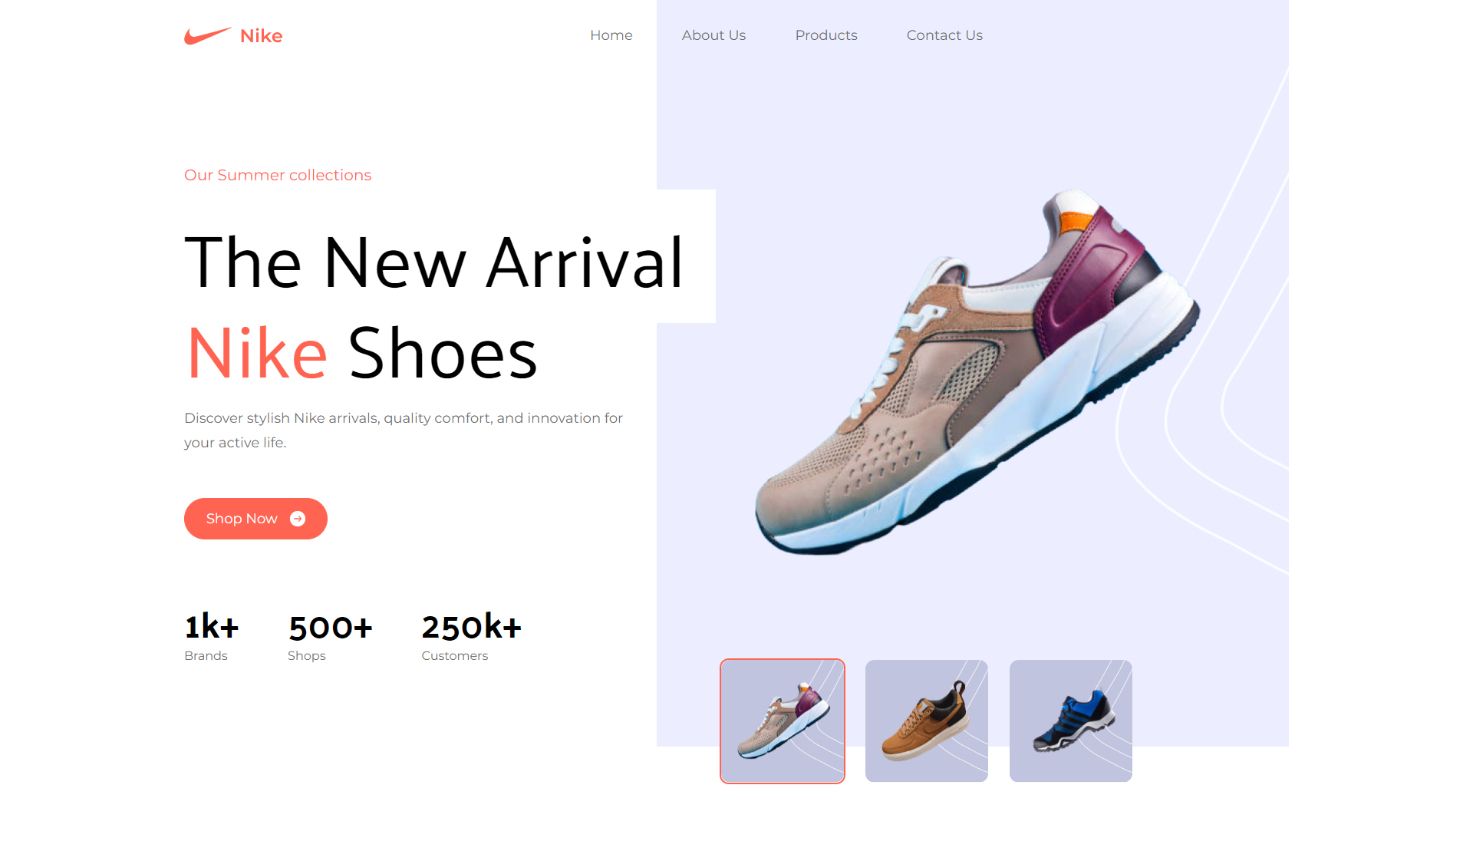 Nike
Home
About Us
Products
Contact Us
Our Summer collections
The New Arrival
Nike Shoes
Discover stylish Nike arrivals, quality comfort, and innovation for
your active life.
Shop Now
1k+
Brands
500+
Shops
250k+
Customers